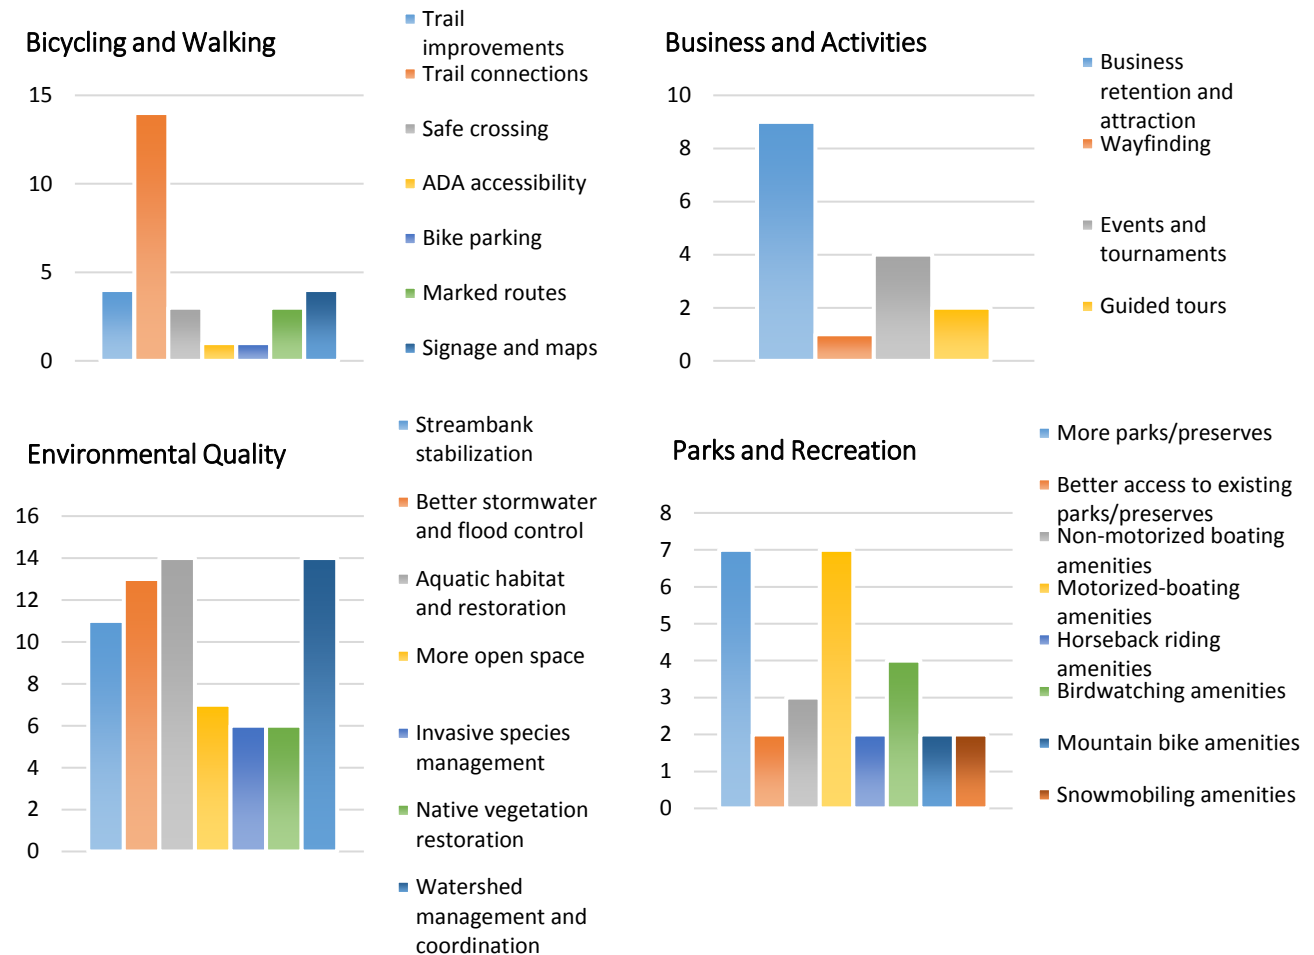 Bicycling and Walking
15
10
5
0
Trail
improvements
Trail connections
Safe crossing
ADA accessibility
Bike parking
Marked routes
Signage and maps
Business and Activities
10
8
6
4
2
0
Business
retention and
attraction
Wayfinding
Events and
tournaments
Guided tours
Environmental Quality
16
14
12
10
8
6
4
2
0
Streambank
stabilization
Better stormwater
and flood control
Aquatic habitat
and restoration
More open space
Invasive species
management
Native vegetation
restoration
Watershed
management and
coordination
Parks and Recreation
8
7
6
5
4
3
2
1
0
More parks/preserves
Better access to existing
parks/preserves
Non-motorized boating
amenities
Motorized-boating
amenities
Horseback riding
amenities
Birdwatching amenities
Mountain bike amenities
Snowmobiling amenities